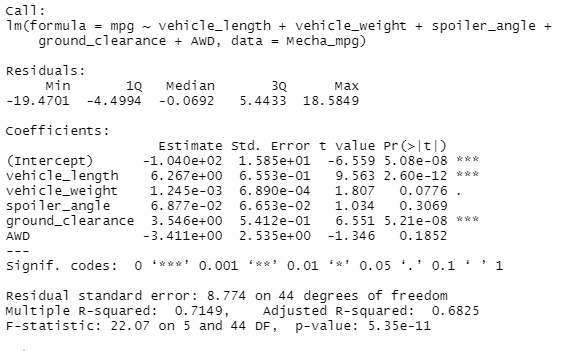 Call:
lm(formula = mpg ~ vehicle_length + vehicle_weight + spoiler_angle +
    ground_clearance + AWD, data = Mecha_mpg)

Residuals:
     Min       1Q   Median       3Q      Max
-19.4701  -4.4994  -0.0692   5.4433  18.5849

Coefficients:
                   Estimate Std. Error t value Pr(>|t|)
(Intercept)      -1.040e+02  1.585e+01  -6.559 5.08e-08 ***
vehicle_length    6.267e+00  6.553e-01   9.563 2.60e-12 ***
vehicle_weight    1.245e-03  6.890e-04   1.807   0.0776 .
spoiler_angle     6.877e-02  6.653e-02   1.034   0.3069
ground_clearance  3.546e+00  5.412e-01   6.551 5.21e-08 ***
AWD              -3.411e+00  2.535e+00  -1.346   0.1852
---
Signif. codes:  0 ‘***’ 0.001 ‘**’ 0.01 ‘*’ 0.05 ‘.’ 0.1 ‘ ’ 1

Residual standard error: 8.774 on 44 degrees of freedom
Multiple R-squared:  0.7149,    Adjusted R-squared:  0.6825
F-statistic: 22.07 on 5 and 44 DF,  p-value: 5.35e-11